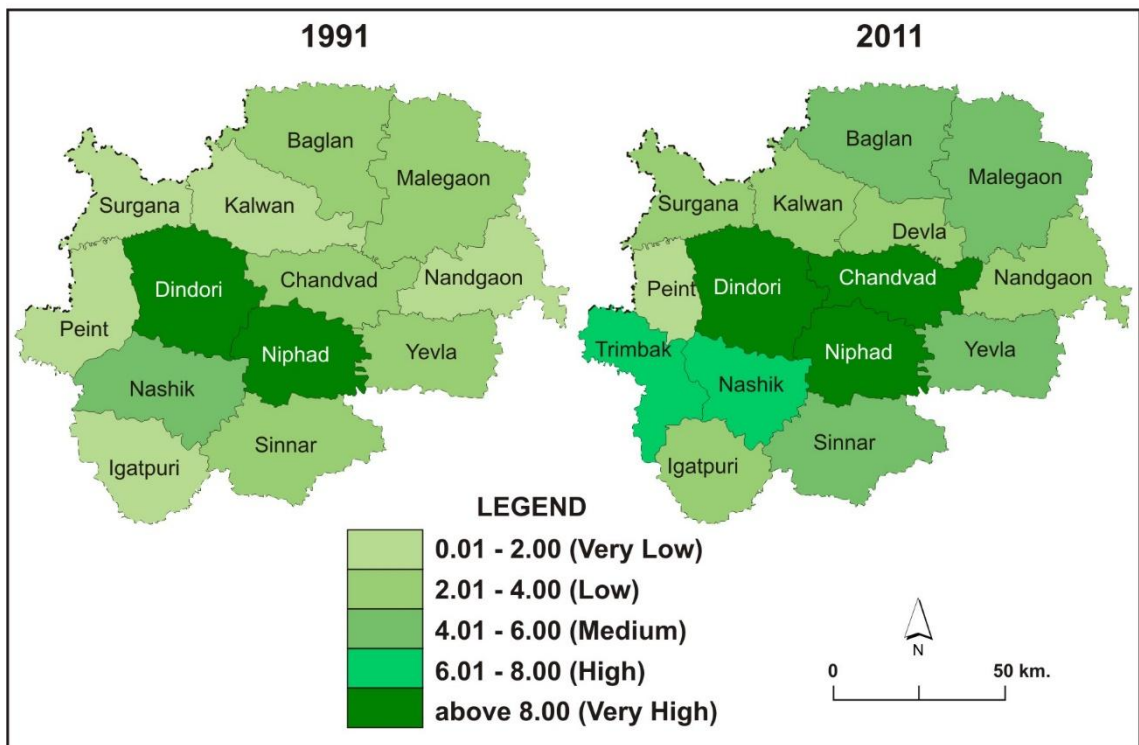 1991
Baglan
Malegaon
Surgana
Kalwan
Nandgaon
Chandvad
Dindori
Peint
Niphad
Yevla
Nashik
Sinnar
Igatpuri
2011
Baglan
Malegaon
Surgana
Kalwan
Devla
Nandgaon
Chandvad
Peint
Dindori
Trimbak
Niphad
Yevla
Nashik
Sinnar
Igatpuri
LEGEND
0.01 - 2.00 (Very Low)
2.01 - 4.00 (Low)
4.01 - 6.00 (Medium)
6.01 - 8.00 (High)
above 8.00 (Very High)
N
0 50 km.